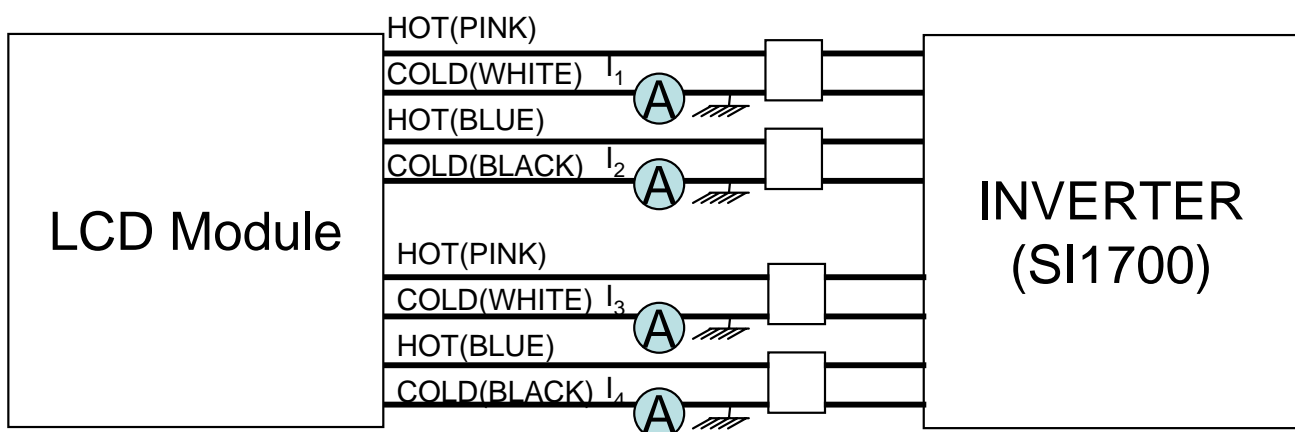 HOT(PINK)
COLD(WHITE) I1
A
HOT(BLUE)
COLD(BLACK) I2
A
LCD Module
INVERTER
(SI1700)
HOT(PINK)
COLD(WHITE) I3
A
HOT(BLUE)
COLD(BLACK) I4
A